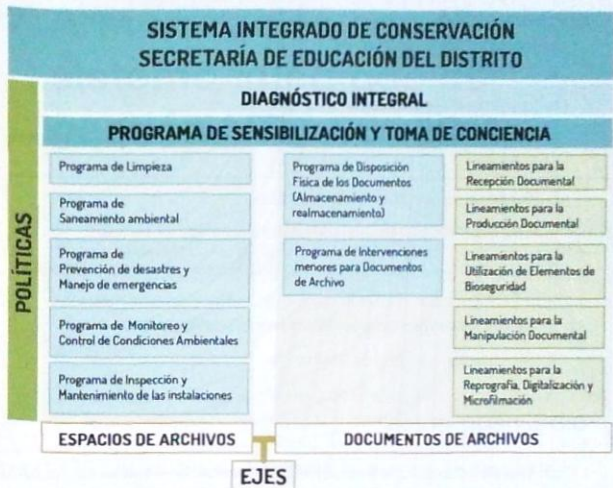 SISTEMA INTEGRADO DE CONSERVACIÓN
SECRETARÍA DE EDUCACIÓN DEL DISTRITO
POLÍTICAS
DIAGNÓSTICO INTEGRAL
PROGRAMA DE SENSIBILIZACIÓN Y TOMA DE CONCIENCIA
Programa de Limpieza
Programa de
Saneamiento ambiental
Programa de
Prevención de desastres y
Manejo de emergencias
Programa de Monitoreo y
Control de Condiciones Ambientales
Programa de Inspección y
Mantenimiento de las instalaciones
Programa de Disposición
Física de los Documentos
(Almacenamiento y
realmacenamiento)
Programa de Intervenciones
menores para Documentos
de Archivo
Lineamientos para la
Recepción Documental
Lineamientos para la
Producción Documental
Lineamientos para la
Utilización de Elementos de
Bioseguridad
Lineamientos para la
Manipulación Documental
Lineamientos para la
Reprografía, Digitalización y
Microfilmación
ESPACIOS DE ARCHIVOS
DOCUMENTOS DE ARCHIVOS
EJES